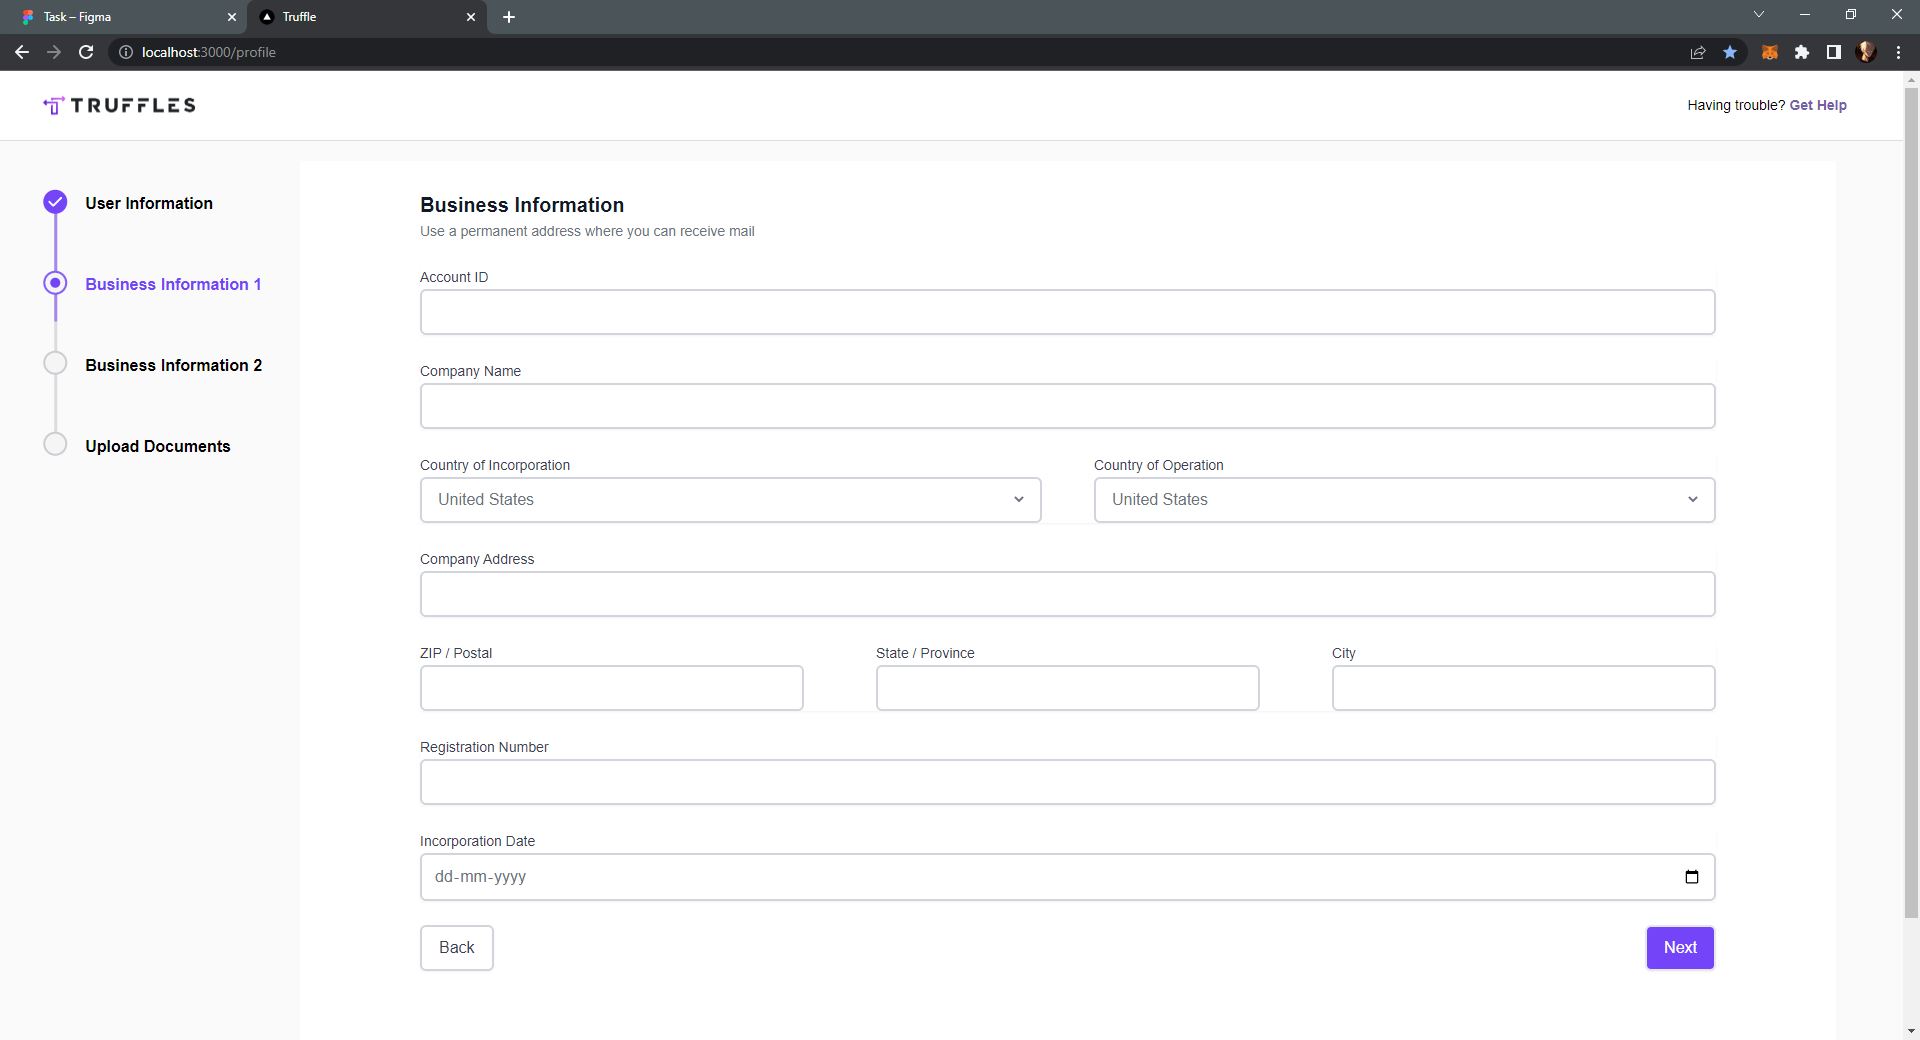 Task – Figma
Truffle
localhost:3000/profile
TRUFFLES
Having trouble? Get Help
User Information
Business Information 1
Business Information 2
Upload Documents
Business Information
Use a permanent address where you can receive mail
Account ID
Company Name
Country of Incorporation
United States
Country of Operation
United States
Company Address
ZIP / Postal
State / Province
City
Registration Number
Incorporation Date
dd-mm-yyyy
Back
Next